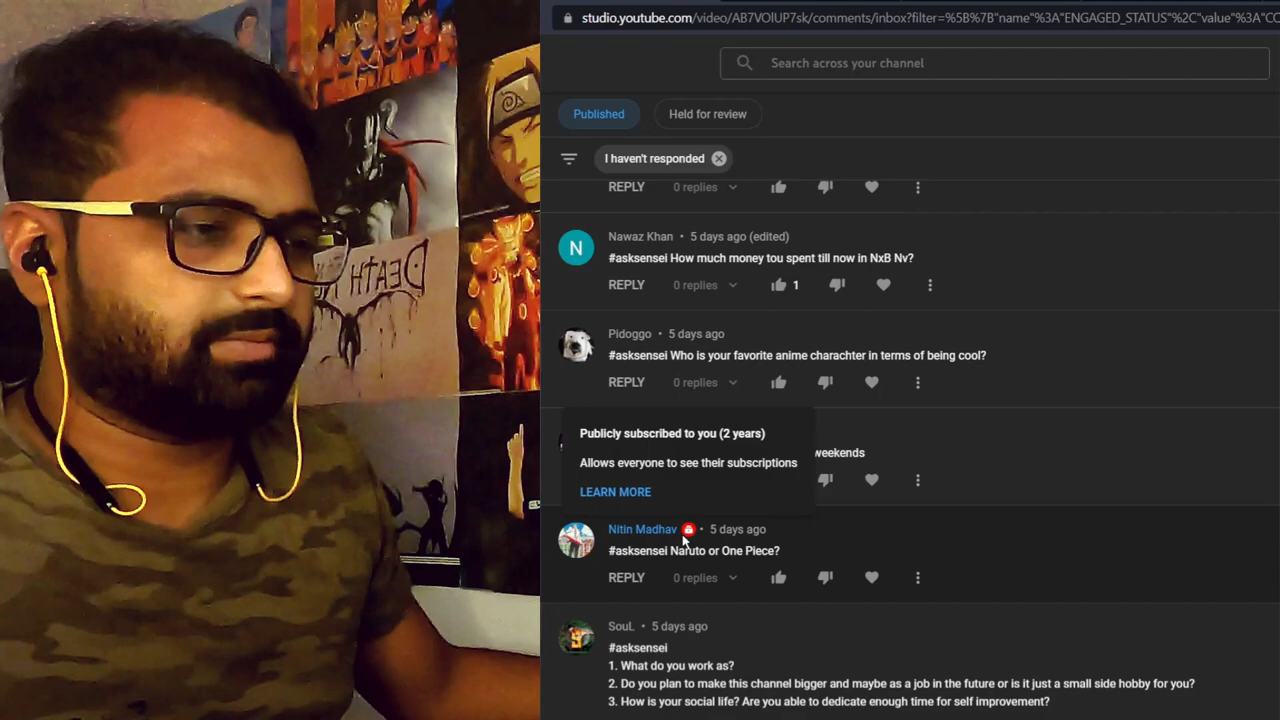 studio.youtube.com/video/AB7VOlUP7sk/comments/inbox?filter=%5B%7B"name"%3A"ENGAGED_STATUS"%2C"value"%3A"CO
Search across your channel
Published
Held for review
I haven't responded
REPLY 0 replies
Nawaz Khan • 5 days ago (edited)
#asksensei How much money tou spent till now in NxB Nv?
REPLY 0 replies 1
Pidoggo • 5 days ago
#asksensei Who is your favorite anime charachter in terms of being cool?
REPLY 0 replies
Publicly subscribed to you (2 years)
weekends
Allows everyone to see their subscriptions
LEARN MORE
Nitin Madhav • 5 days ago
#asksensei Naruto or One Piece?
REPLY 0 replies
SouL • 5 days ago
#asksensei
1. What do you work as?
2. Do you plan to make this channel bigger and maybe as a job in the future or is it just a small side hobby for you?
3. How is your social life? Are you able to dedicate enough time for self improvement?
DEATH